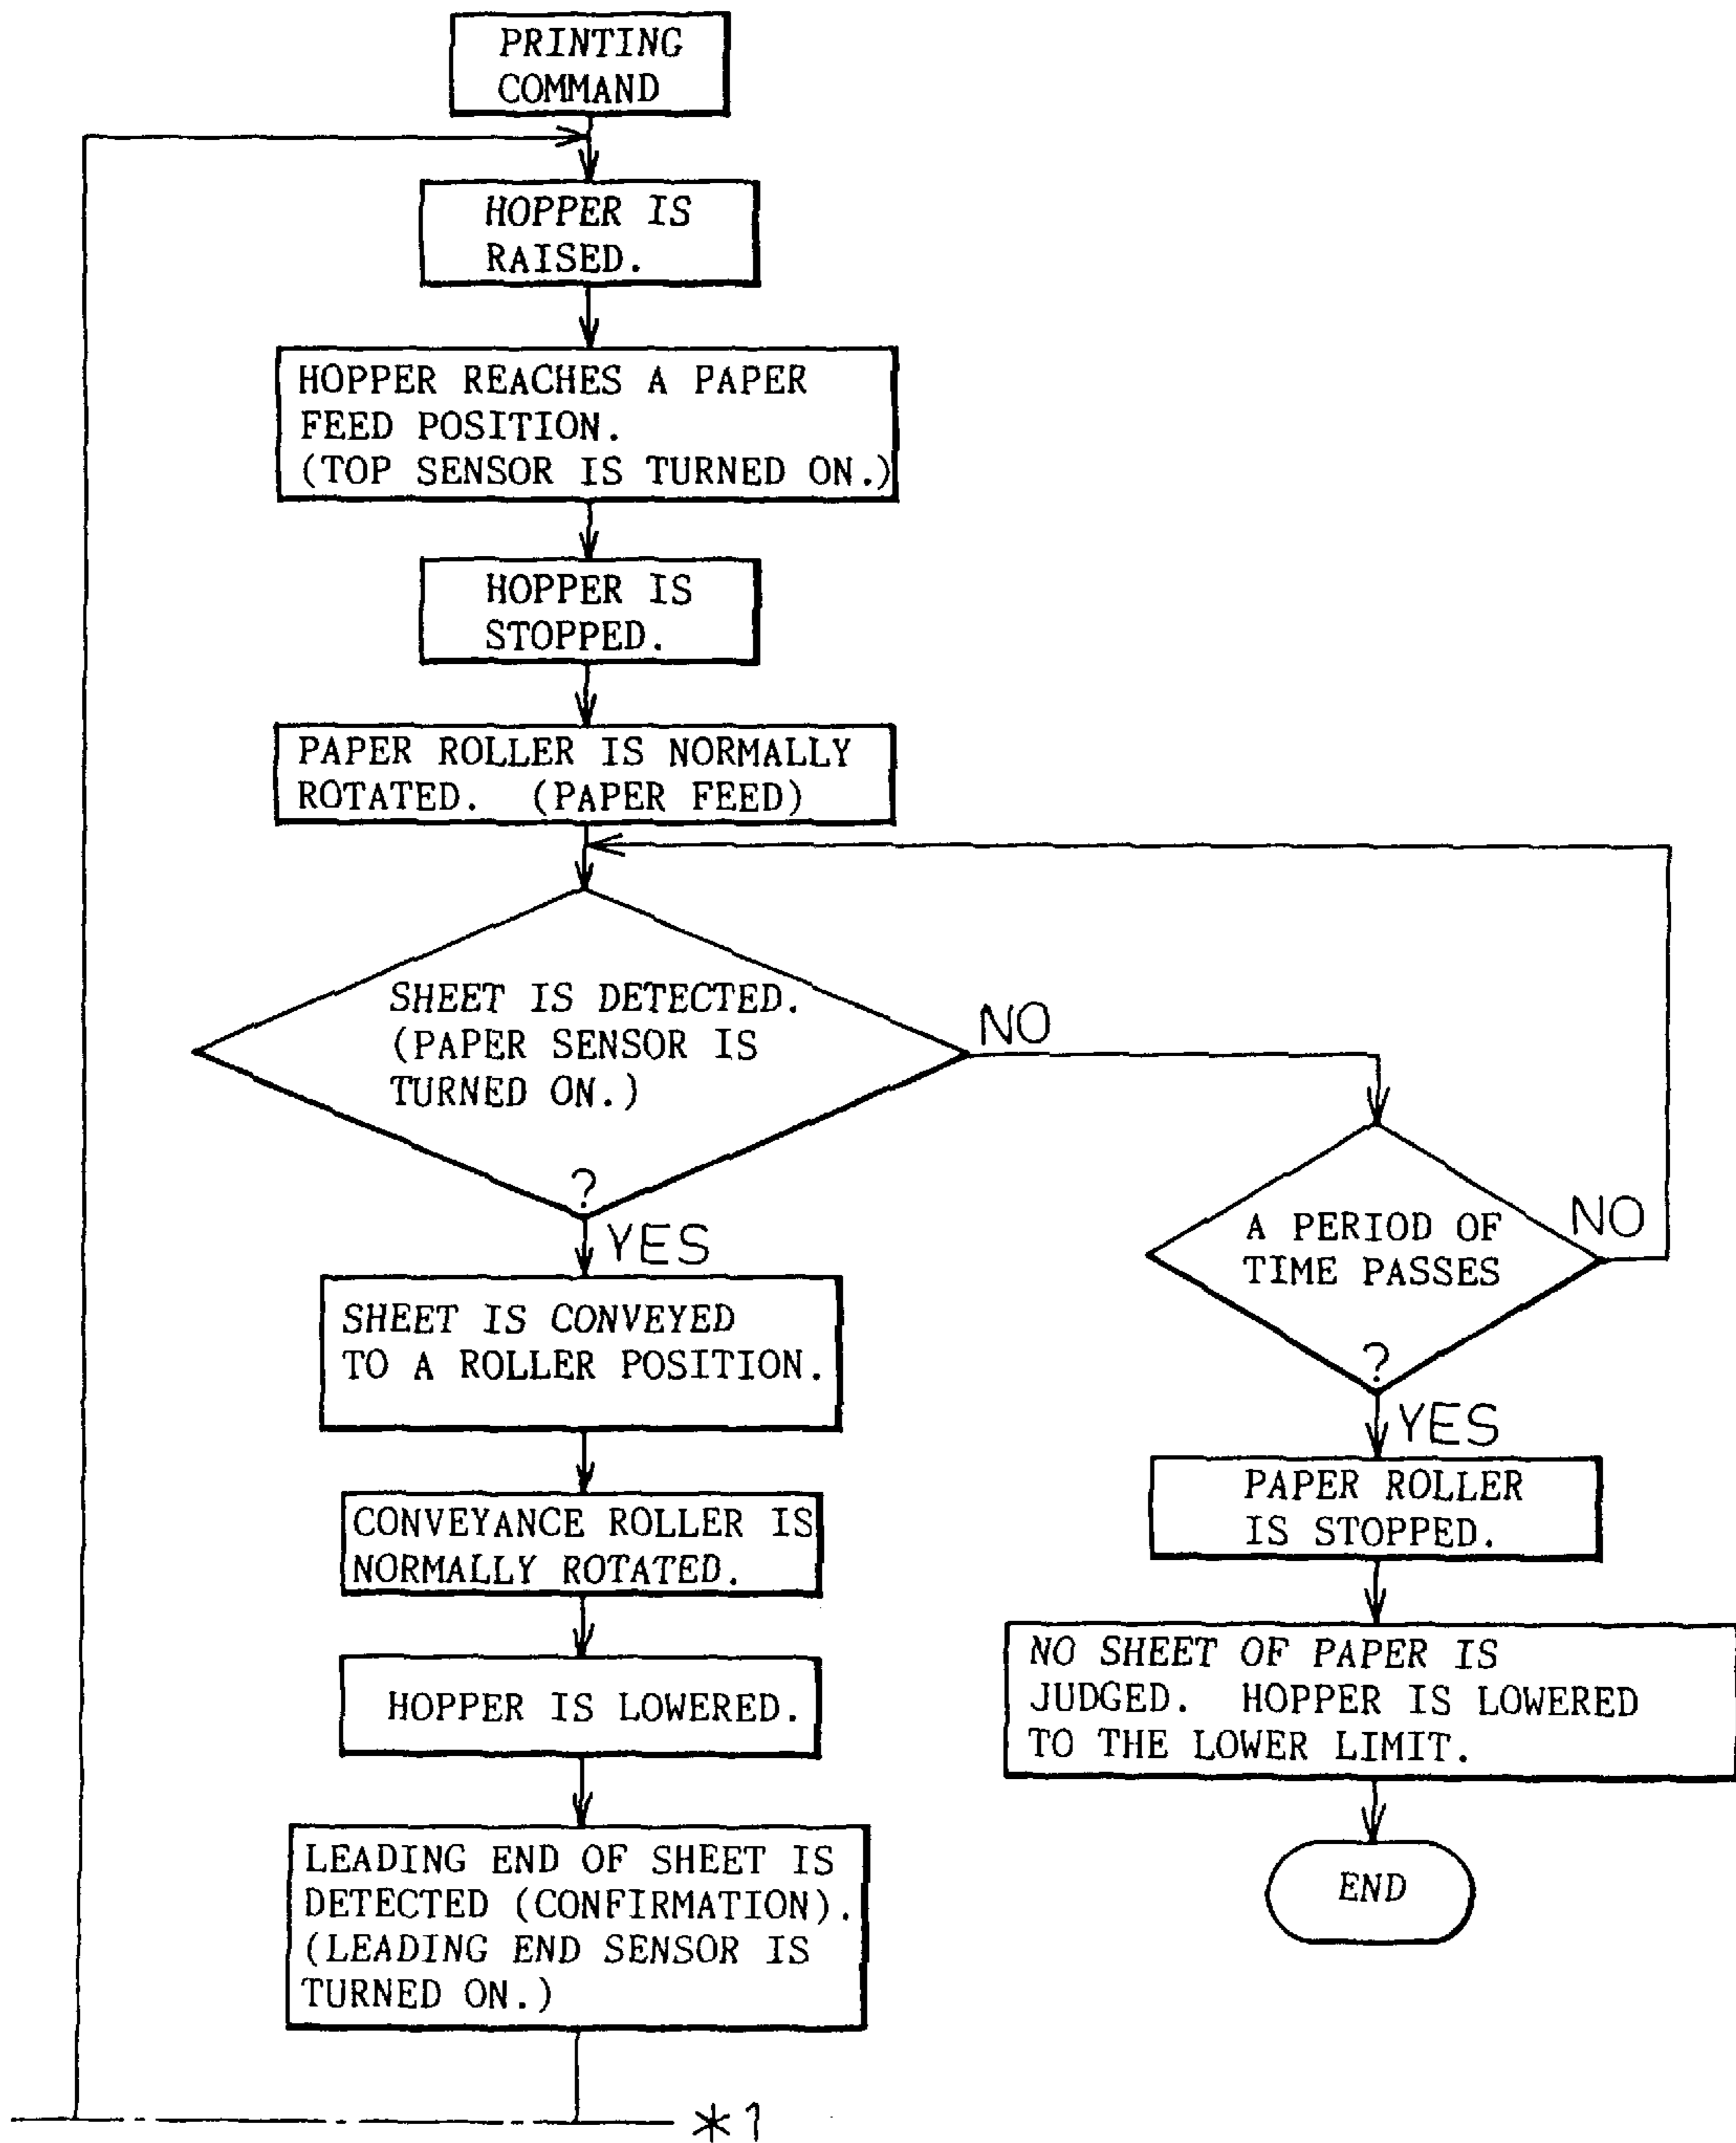 PRINTING
COMMAND
HOPPER IS
RAISED.
HOPPER REACHES A PAPER
FEED POSITION.
(TOP SENSOR IS TURNED ON.)
HOPPER IS
STOPPED.
PAPER ROLLER IS NORMALLY
ROTATED. (PAPER FEED)
SHEET IS DETECTED.
(PAPER SENSOR IS
TURNED ON.)
?
NO
YES
A PERIOD OF
TIME PASSES
?
NO
YES
SHEET IS CONVEYED
TO A ROLLER POSITION.
CONVEYANCE ROLLER IS
NORMALLY ROTATED.
HOPPER IS LOWERED.
LEADING END OF SHEET IS
DETECTED (CONFIRMATION).
(LEADING END SENSOR IS
TURNED ON.)
PAPER ROLLER
IS STOPPED.
NO SHEET OF PAPER IS
JUDGED. HOPPER IS LOWERED
TO THE LOWER LIMIT.
END
*1